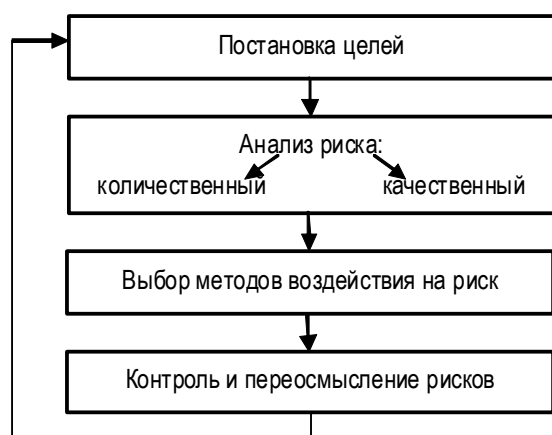 Постановка целей
Анализ риска:
количественный качественный
Выбор методов воздействия на риск
Контроль и переосмысление рисков